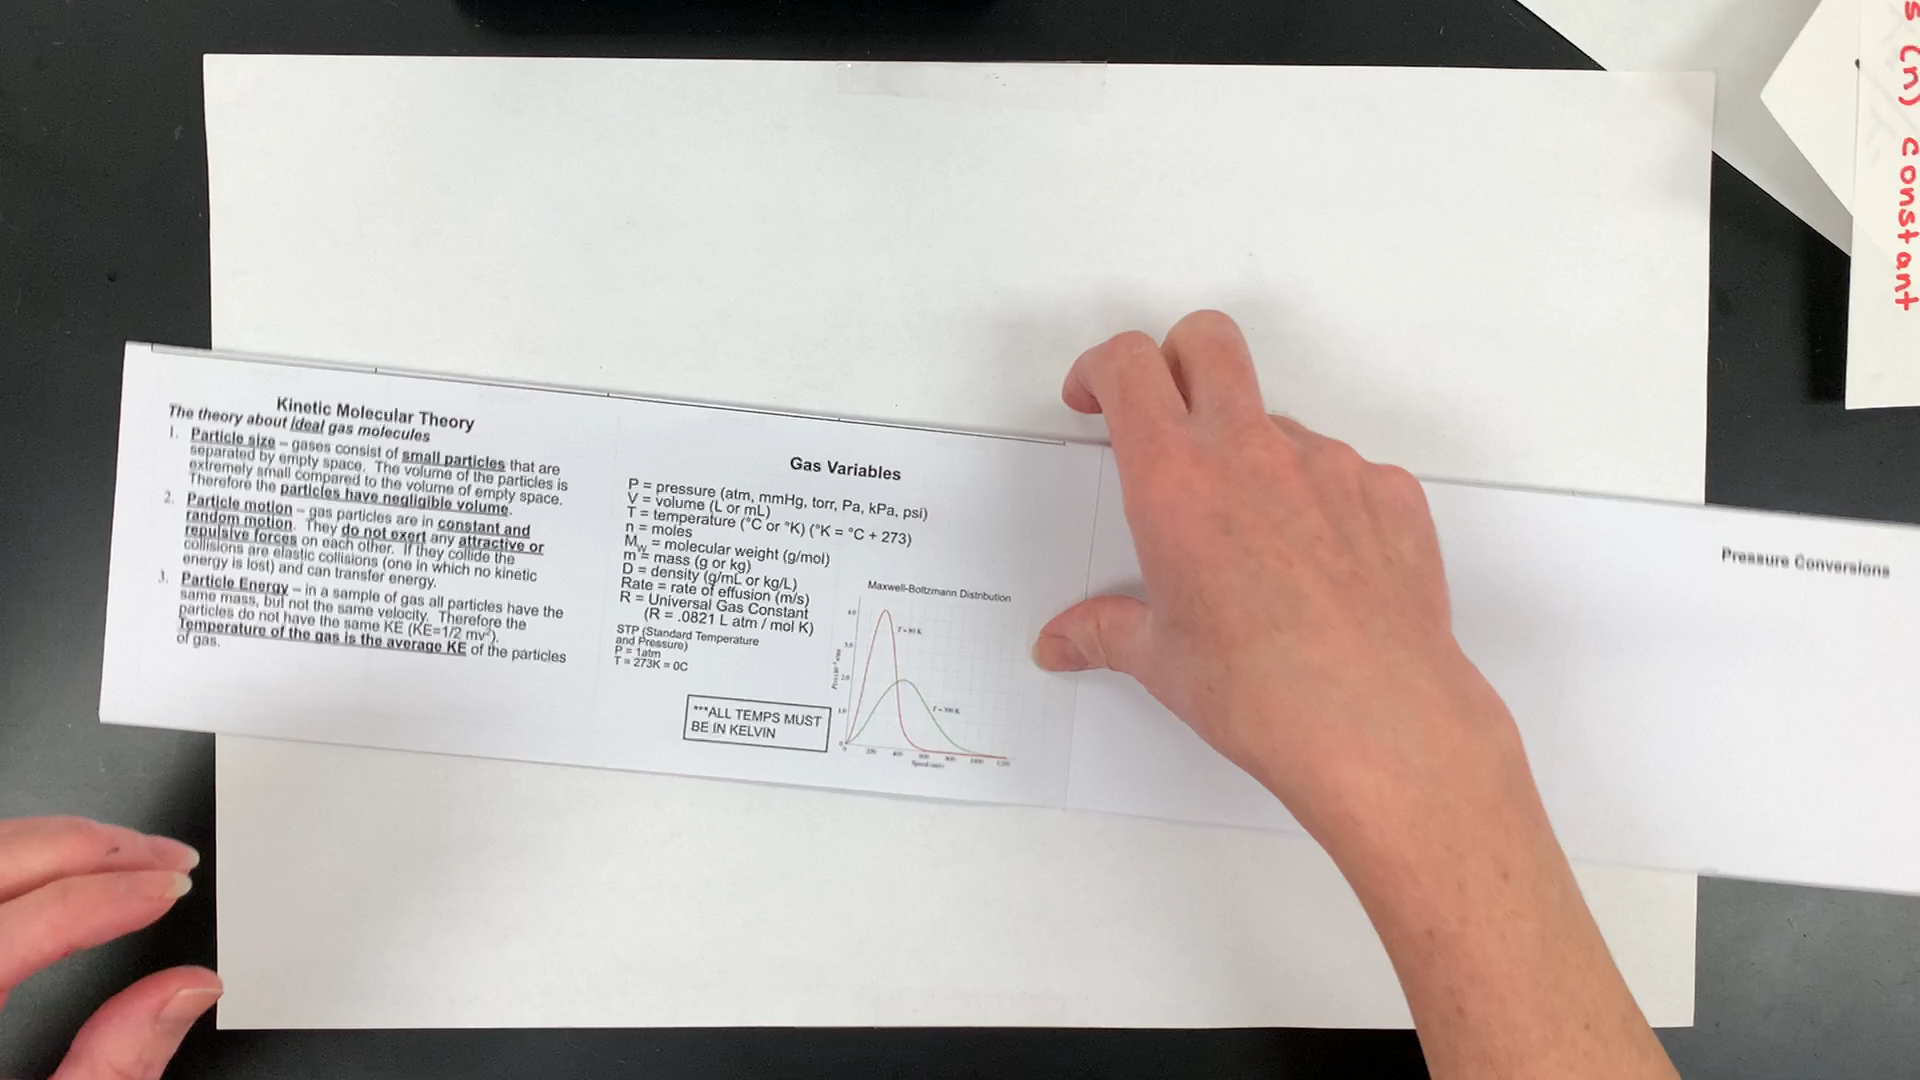 Kinetic Molecular Theory
The theory about ideal gas molecules
1. Particle size – gases consist of small particles that are
separated by empty space. The volume of the particles is
extremely small compared to the volume of empty space.
Therefore the particles have negligible volume.
2. Particle motion – gas particles are in constant and
random motion. They do not exert any attractive or
repulsive forces on each other. If they collide the
collisions are elastic collisions (one in which no kinetic
energy is lost) and can transfer energy.
3. Particle Energy – in a sample of gas all particles have the
same mass, but not the same velocity. Therefore the
particles do not have the same KE (KE=1/2 mv²).
Temperature of the gas is the average KE of the particles
of gas.
Gas Variables
P = pressure (atm, mmHg, torr, Pa, kPa, psi)
V = volume (L or mL)
T = temperature (°C or °K) (°K = °C + 273)
n = moles
Mw = molecular weight (g/mol)
m = mass (g or kg)
D = density (g/mL or kg/L)
Rate = rate of effusion (m/s)
R = Universal Gas Constant
(R = .0821 L atm / mol K)
STP (Standard Temperature
and Pressure)
P = 1atm
T = 273K = 0C
***ALL TEMPS MUST
BE IN KELVIN
Maxwell-Boltzmann Distribution
Pressure Conversions
s (n) constant